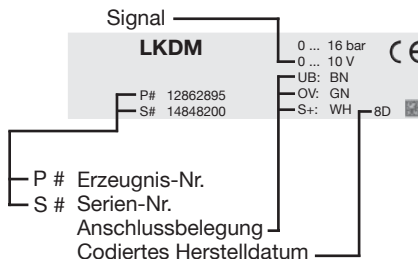 Signal
LKDM
0 ... 16 bar
0 ... 10 V
UB: BN
P# 12862895
OV: GN
S# 14848200
S+: WH
8D
P # Erzeugnis-Nr.
S # Serien-Nr.
Anschlussbelegung
Codiertes Herstelldatum